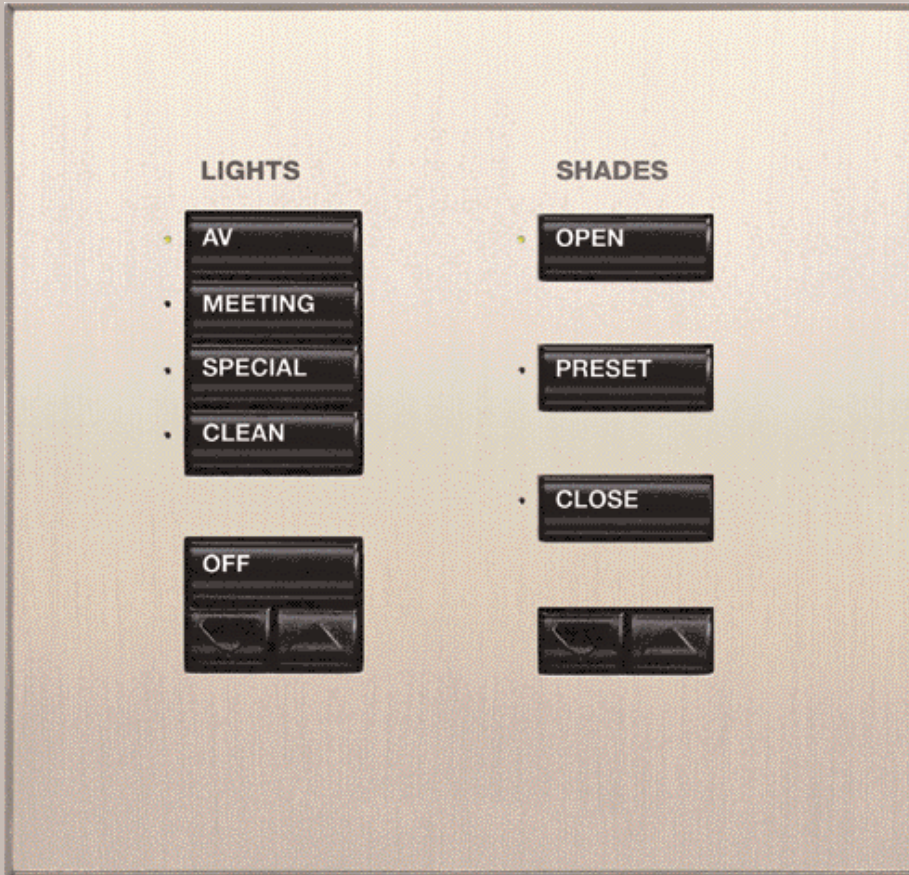 LIGHTS
AV
MEETING
SPECIAL
CLEAN
OFF
SHADES
OPEN
PRESET
CLOSE